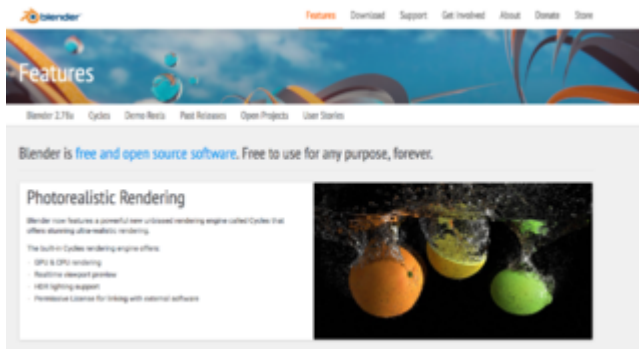 blender
Features Download Support Get Involved About Donate Store
Features
Blender 2.78a Cycles Demo Reels Past Releases Open Projects User Stories
Blender is free and open source software. Free to use for any purpose, forever.
Photorealistic Rendering
Blender now features a powerful new unbiased rendering engine called Cycles that
offers stunning ultra-realistic rendering.
The built-in Cycles rendering engine offers:
GPU & CPU rendering
Realtime viewport preview
HDR lighting support
Permissive License for linking with external software